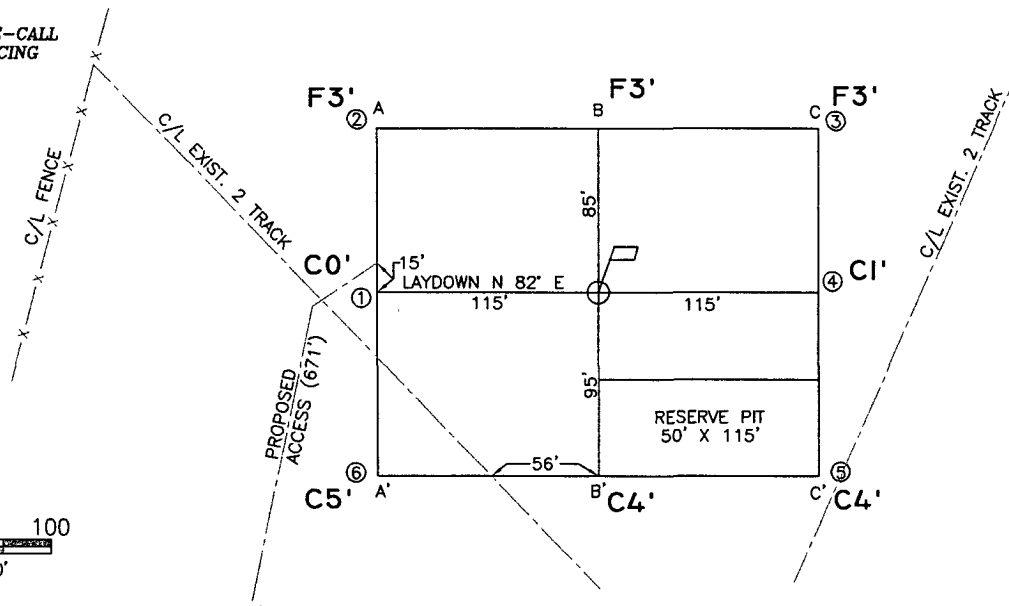 -CALL
CING
C/L FENCE
C/L EXIST. 2 TRACK
F3'
②
A
B
F3'
C
F3'
③
C/L EXIST. 2 TRACK
85'
C0'
15'
①
LAYDOWN N 82° E
115'
115'
④
C1'
PROPOSED
ACCESS (671')
95'
RESERVE PIT
50' X 115'
⑥
C5'
A'
56'
B'
C4'
C'
⑤
C4'
100
0'